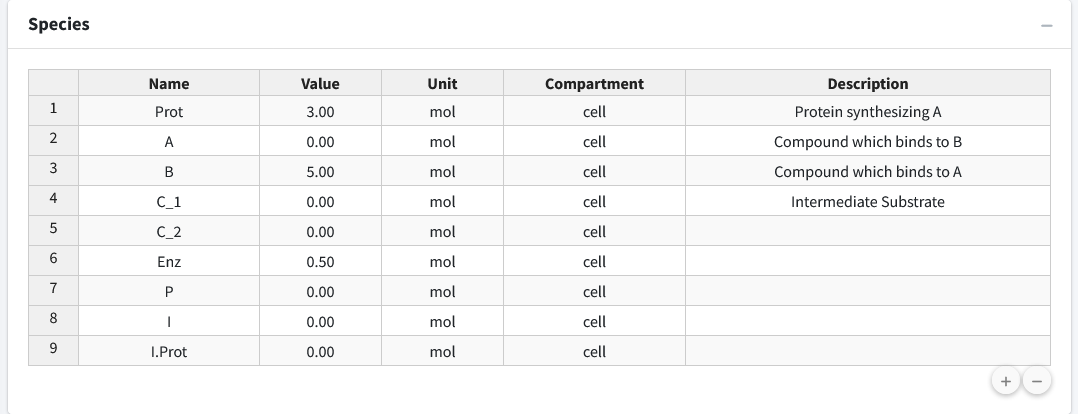 Species
Name Value Unit Compartment Description
1 Prot 3.00 mol cell Protein synthesizing A
2 A 0.00 mol cell Compound which binds to B
3 B 5.00 mol cell Compound which binds to A
4 C_1 0.00 mol cell Intermediate Substrate
5 C_2 0.00 mol cell
6 Enz 0.50 mol cell
7 P 0.00 mol cell
8 I 0.00 mol cell
9 I.Prot 0.00 mol cell